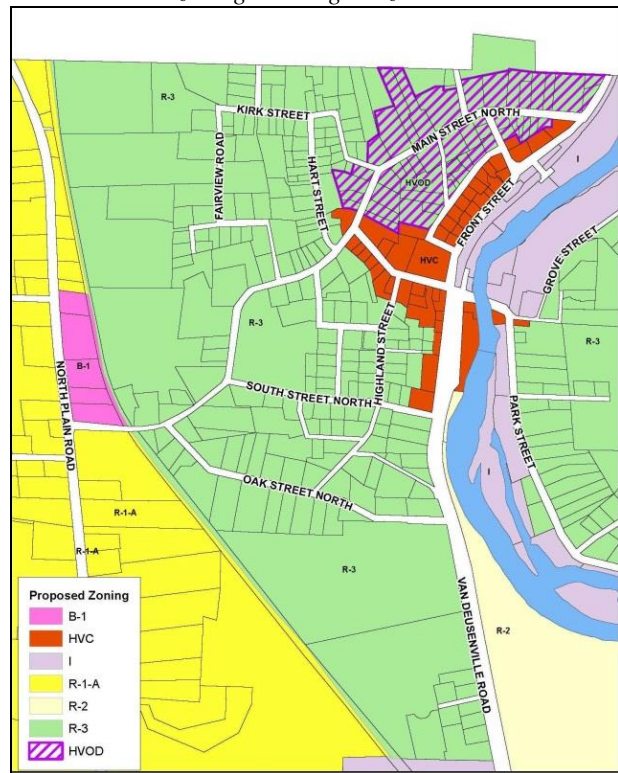 R-3
KIRK STREET
MAIN STREET NORTH
I
FAIRVIEW ROAD
HART STREET
HVOD
FRONT STREET
GROVE STREET
HVC
R-3
HIGHLAND STREET
R-3
B-1
NORTH PLAIN ROAD
SOUTH STREET NORTH
PARK STREET
I
OAK STREET NORTH
R-1-A
R-1-A
R-3
VAN DEUSENVILLE ROAD
R-2
Proposed Zoning
B-1
HVC
I
R-1-A
R-2
R-3
HVOD